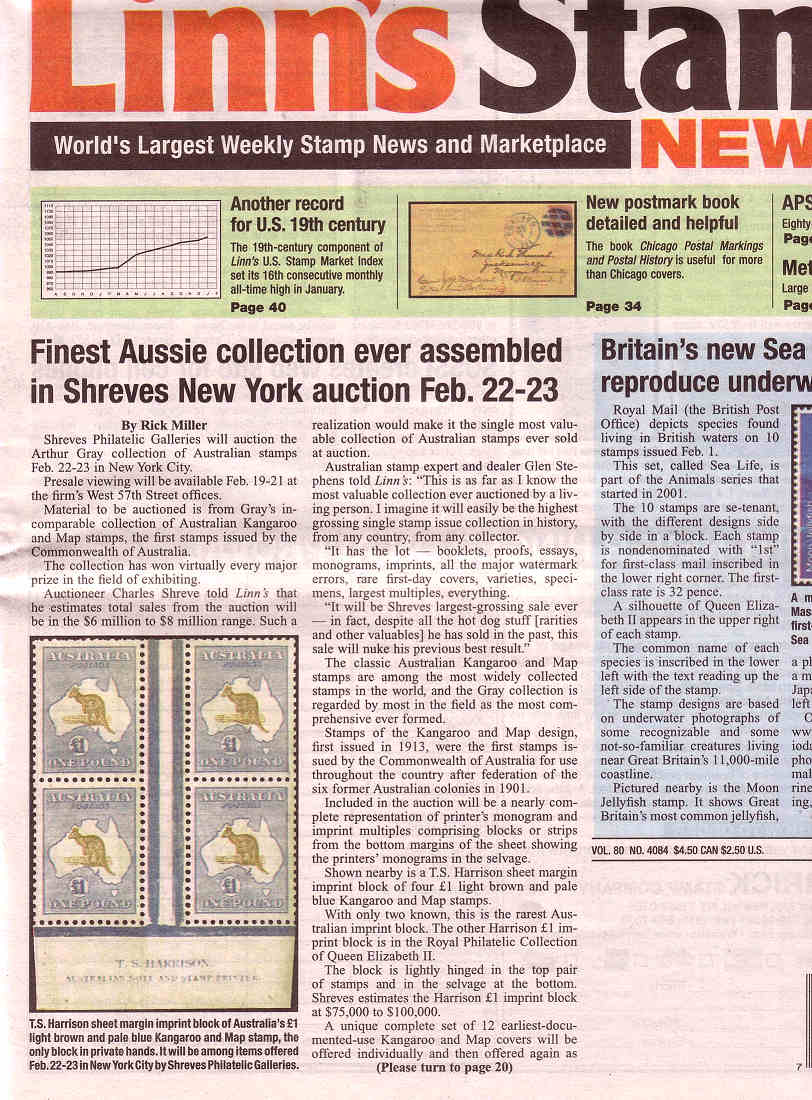 Linn's Stam
World's Largest Weekly Stamp News and Marketplace
NEW
Another record
for U.S. 19th century
The 19th-century component of
Linn's U.S. Stamp Market Index
set its 16th consecutive monthly
all-time high in January.
Page 40
New postmark book
detailed and helpful
The book Chicago Postal Markings
and Postal History is useful for more
than Chicago covers.
Page 34
APS
Eighty-
Page
Met
Large
Page
Finest Aussie collection ever assembled
in Shreves New York auction Feb. 22-23
By Rick Miller
Shreves Philatelic Galleries will auction the
Arthur Gray collection of Australian stamps
Feb. 22-23 in New York City.
Presale viewing will be available Feb. 19-21 at
the firm's West 57th Street offices.
Material to be auctioned is from Gray's in-
comparable collection of Australian Kangaroo
and Map stamps, the first stamps issued by the
Commonwealth of Australia.
The collection has won virtually every major
prize in the field of exhibiting.
Auctioneer Charles Shreve told Linn's that
he estimates total sales from the auction will
be in the $6 million to $8 million range. Such a
AUSTRALIA
POSTAGE
£1
ONE POUND
AUSTRALIA
POSTAGE
£1
ONE POUND
AUSTRALIA
POSTAGE
£1
ONE POUND
AUSTRALIA
POSTAGE
£1
ONE POUND
T. S. HARRISON.
AUSTRALIAN NOTE AND STAMP PRINTER.
T.S. Harrison sheet margin imprint block of Australia's £1
light brown and pale blue Kangaroo and Map stamp, the
only block in private hands. It will be among items offered
Feb. 22-23 in New York City by Shreves Philatelic Galleries.
realization would make it the single most valu-
able collection of Australian stamps ever sold
at auction.
Australian stamp expert and dealer Glen Ste-
phens told Linn's: "This is as far as I know the
most valuable collection ever auctioned by a liv-
ing person. I imagine it will easily be the highest
grossing single stamp issue collection in history,
from any country, from any collector.
"It has the lot — booklets, proofs, essays,
monograms, imprints, all the major watermark
errors, rare first-day covers, varieties, speci-
mens, largest multiples, everything.
"It will be Shreves largest-grossing sale ever
— in fact, despite all the hot dog stuff [rarities
and other valuables] he has sold in the past, this
sale will nuke his previous best result."
The classic Australian Kangaroo and Map
stamps are among the most widely collected
stamps in the world, and the Gray collection is
regarded by most in the field as the most com-
prehensive ever formed.
Stamps of the Kangaroo and Map design,
first issued in 1913, were the first stamps is-
sued by the Commonwealth of Australia for use
throughout the country after federation of the
six former Australian colonies in 1901.
Included in the auction will be a nearly com-
plete representation of printer's monogram and
imprint multiples comprising blocks or strips
from the bottom margins of the sheet showing
the printers' monograms in the selvage.
Shown nearby is a T.S. Harrison sheet margin
imprint block of four £1 light brown and pale
blue Kangaroo and Map stamps.
With only two known, this is the rarest Aus-
tralian imprint block. The other Harrison £1 im-
print block is in the Royal Philatelic Collection
of Queen Elizabeth II.
The block is lightly hinged in the top pair
of stamps and in the selvage at the bottom.
Shreves estimates the Harrison £1 imprint block
at $75,000 to $100,000.
A unique complete set of 12 earliest-docu-
mented-use Kangaroo and Map covers will be
offered individually and then offered again as
(Please turn to page 20)
Britain's new Sea
reproduce underw
Royal Mail (the British Post
Office) depicts species found
living in British waters on 10
stamps issued Feb. 1.
This set, called Sea Life, is
part of the Animals series that
started in 2001.
The 10 stamps are se-tenant,
with the different designs side
by side in a block. Each stamp
is nondenominated with "1st"
for first-class mail inscribed in
the lower right corner. The first-
class rate is 32 pence.
A silhouette of Queen Eliza-
beth II appears in the upper right
of each stamp.
The common name of each
species is inscribed in the lower
left with the text reading up the
left side of the stamp.
The stamp designs are based
on underwater photographs of
some recognizable and some
not-so-familiar creatures living
near Great Britain's 11,000-mile
coastline.
Pictured nearby is the Moon
Jellyfish stamp. It shows Great
Britain's most common jellyfish,
A m
Mas
first-
Sea
a pl
a m
Japa
left
C
ww
iods
pho
mal
rine
ing,
VOL. 80 NO. 4084 $4.50 CAN $2.50 U.S.
7